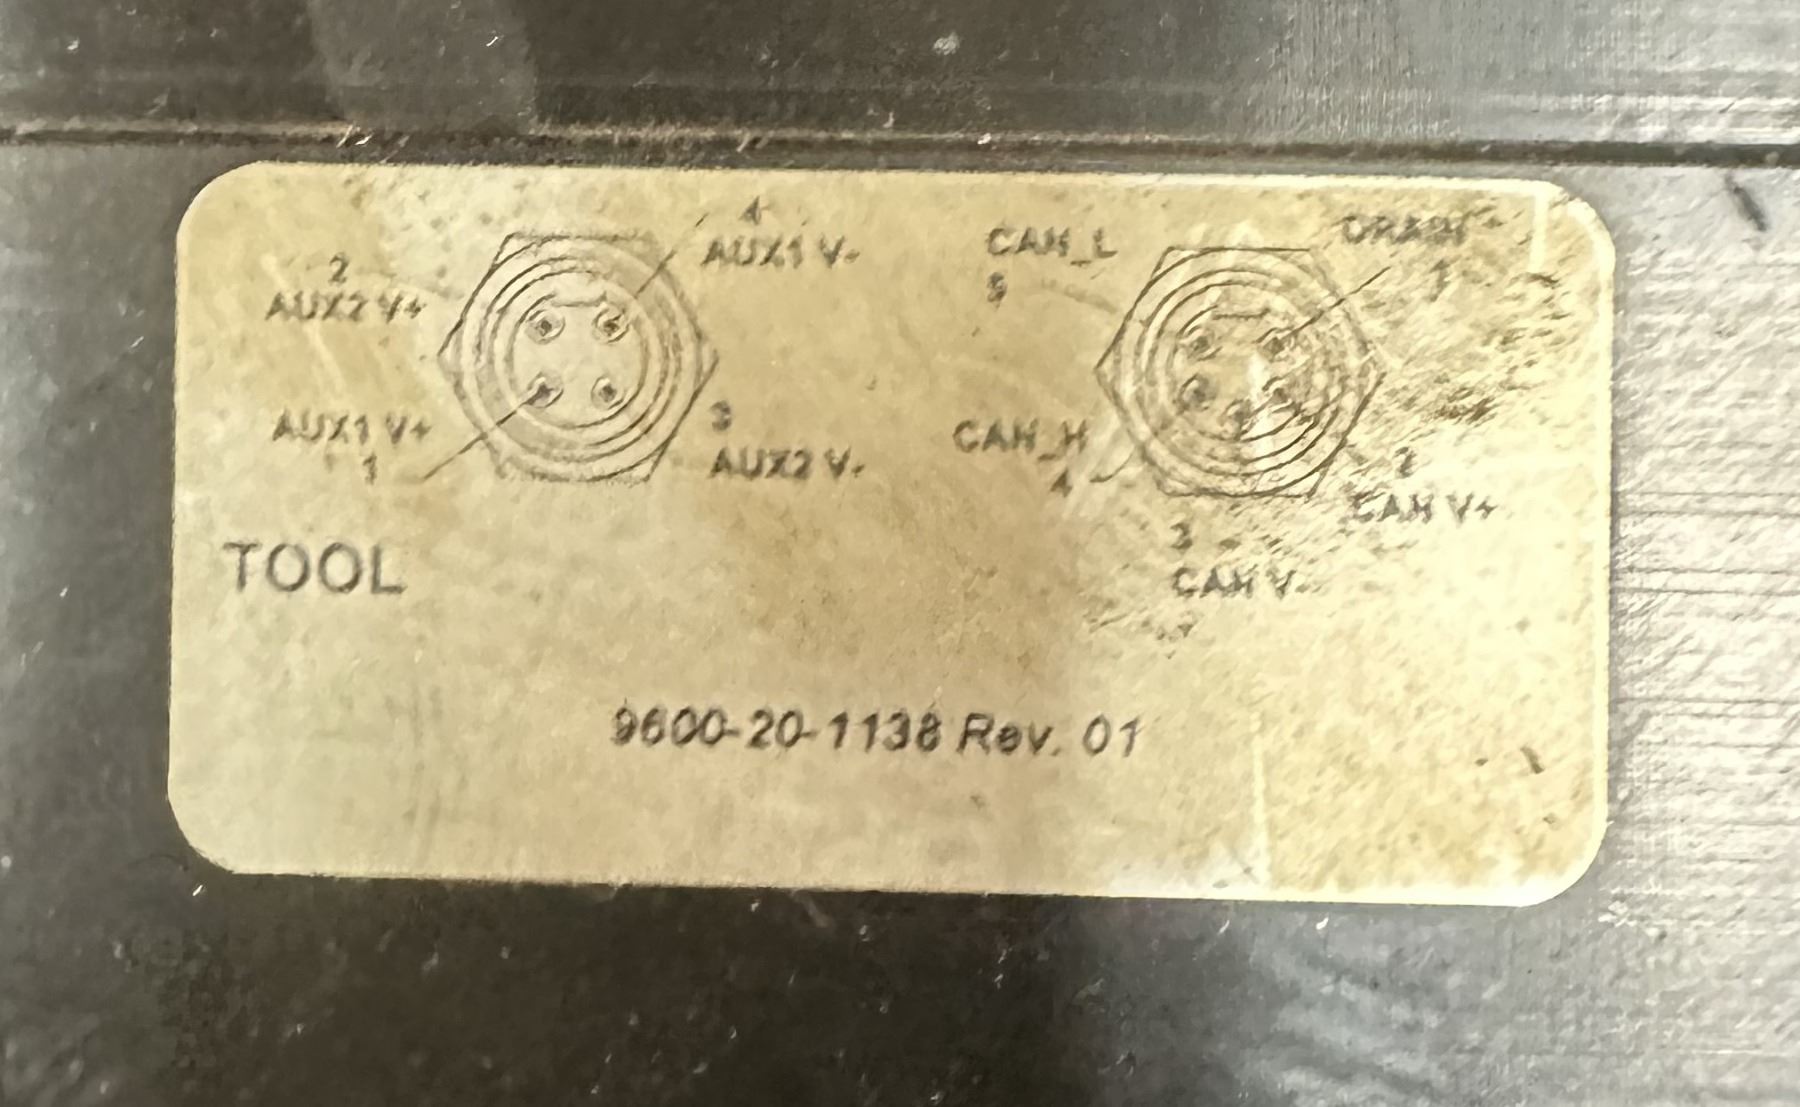 4
AUX1 V-
2
AUX2 V+
AUX1 V+
1
3
AUX2 V-
CAN_L
5
DRAIN
1
CAN_H
4
2
CAN V+
3
CAN V-
TOOL
9600-20-1138 Rev. 01